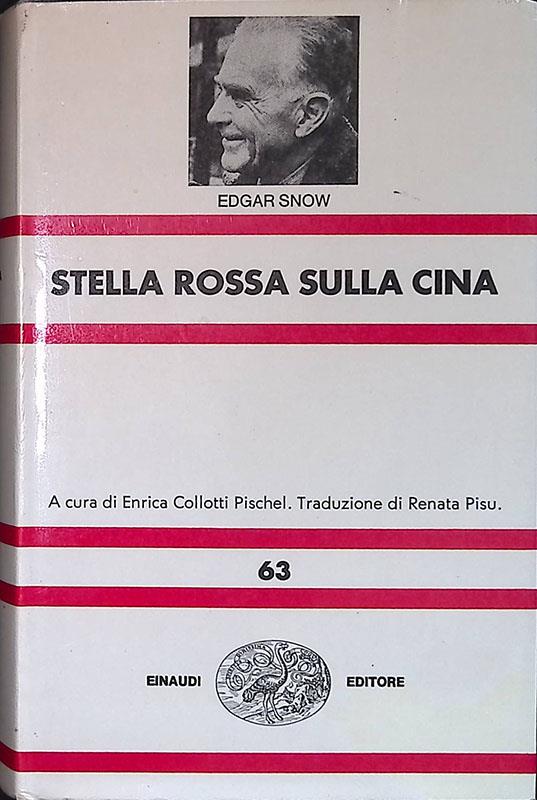 EDGAR SNOW
STELLA ROSSA SULLA CINA
A cura di Enrica Collotti Pischel. Traduzione di Renata Pisu.
63
EINAUDI EDITORE